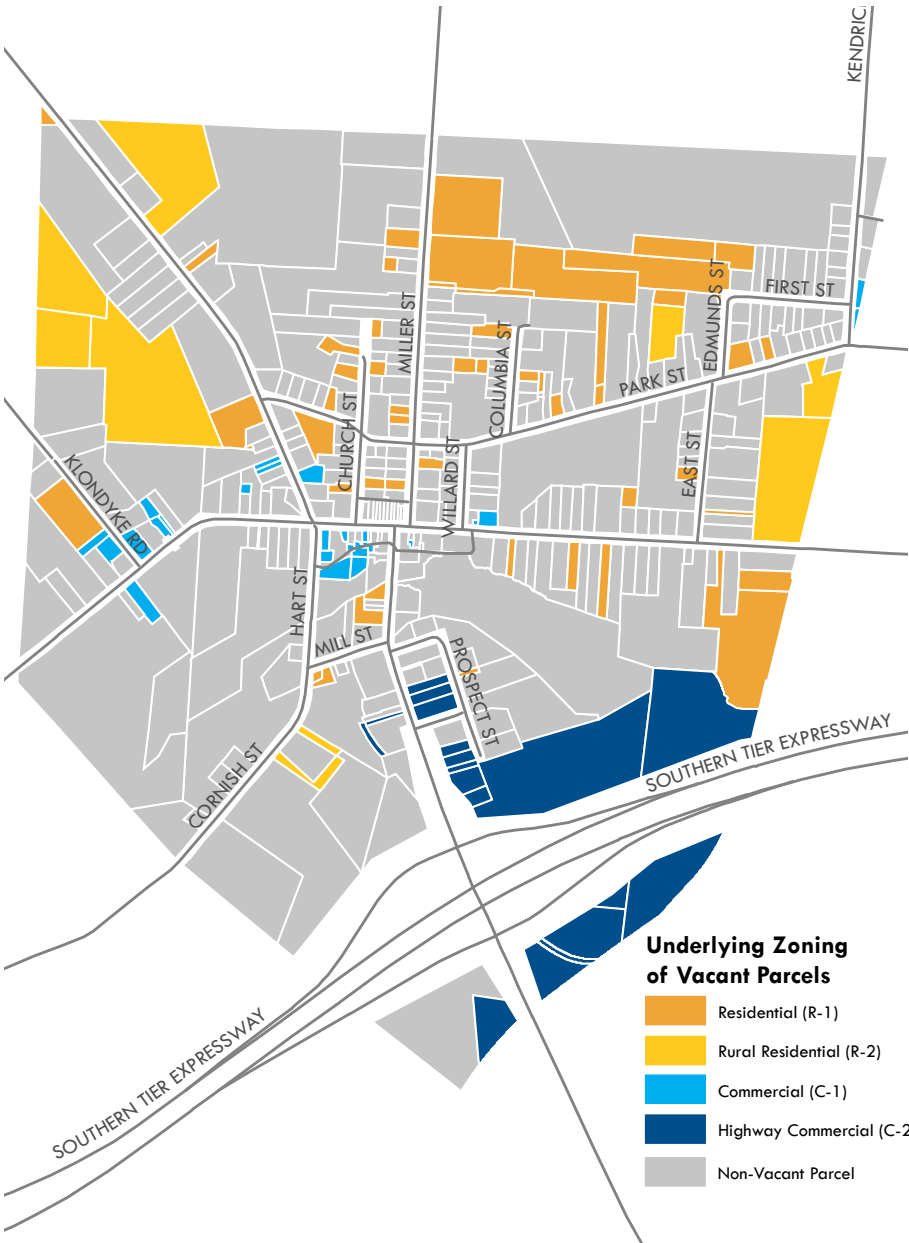 KENDRIC
FIRST ST
EDMUNDS ST
MILLER ST
COLUMBIA ST
PARK ST
CHURCH ST
WILLARD ST
EAST ST
KLONDYKE RD
HART ST
MILL ST
PROSPECT ST
CORNISH ST
SOUTHERN TIER EXPRESSWAY
SOUTHERN TIER EXPRESSWAY
Underlying Zoning
of Vacant Parcels
Residential (R-1)
Rural Residential (R-2)
Commercial (C-1)
Highway Commercial (C-2
Non-Vacant Parcel